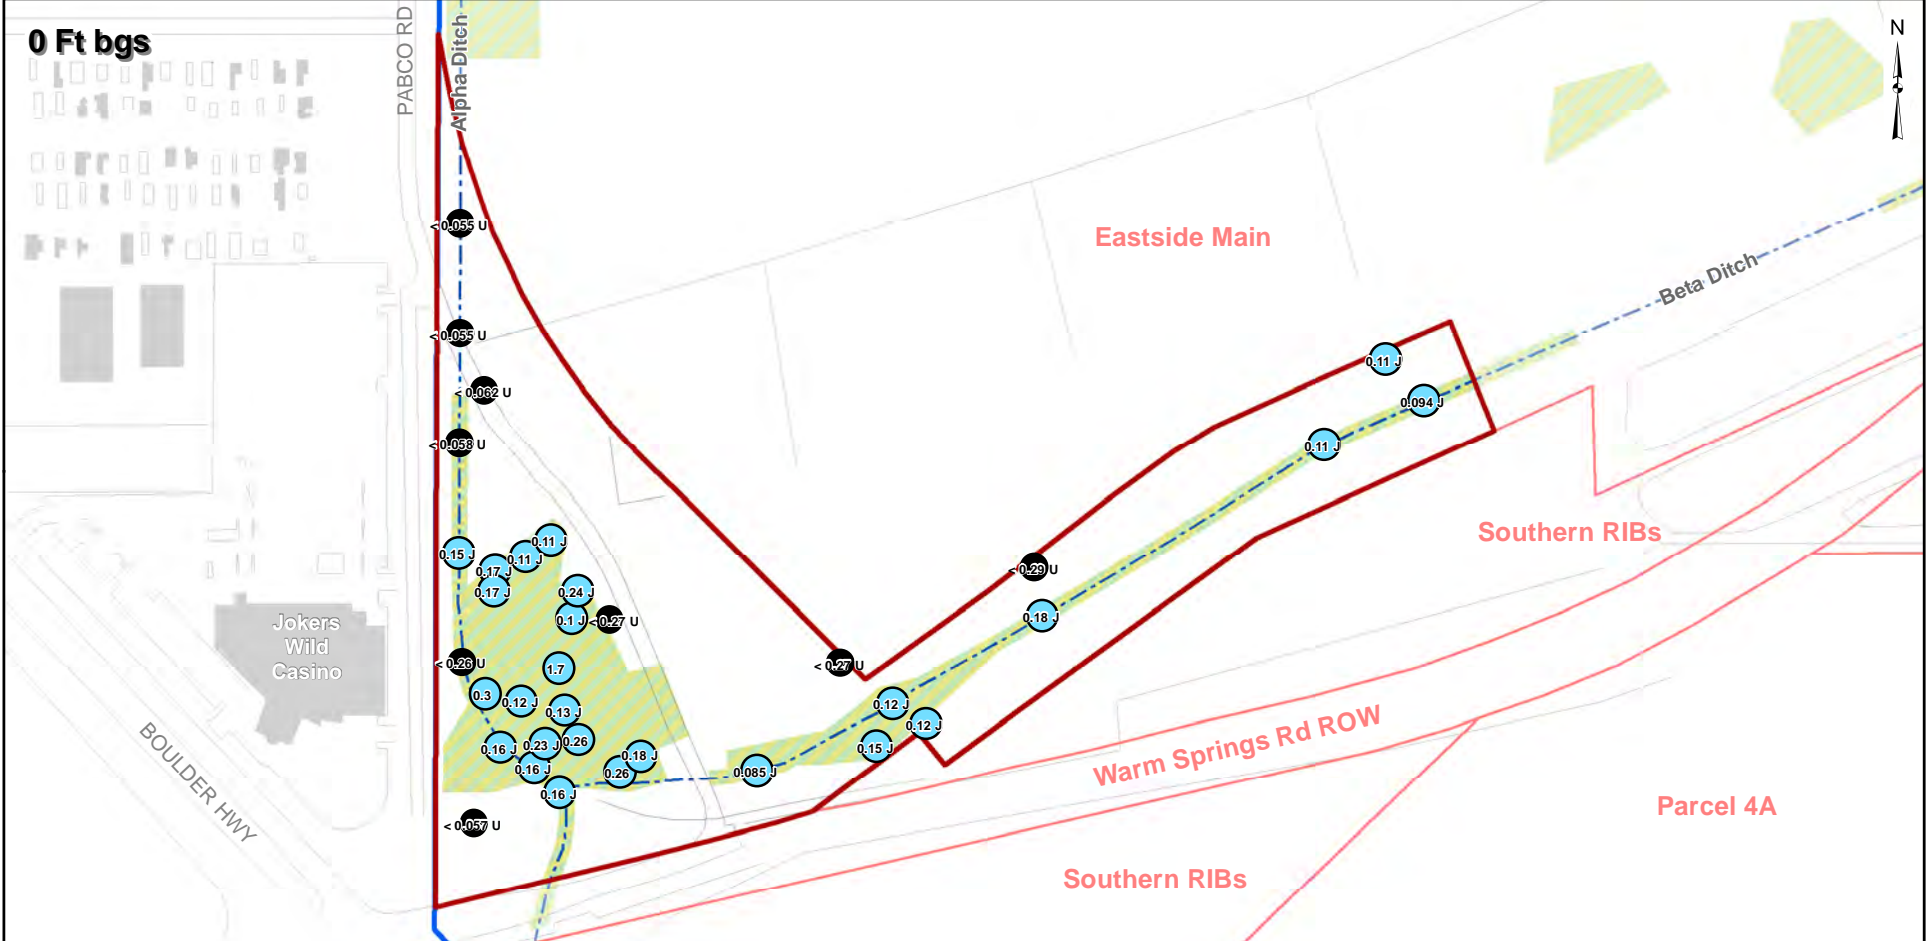 0 Ft bgs
PABCO RD
Alpha Ditch
N
< 0.055 U
Eastside Main
Beta Ditch
< 0.055 U
0.11 J
< 0.062 U
0.094 J
< 0.058 U
0.11 J
Southern RIBs
0.11 J
0.15 J
0.11 J
0.17 J
< 0.29 U
0.17 J
0.24 J
0.1 J
< 0.27 U
0.18 J
Jokers
Wild
Casino
< 0.26 U
1.7
< 0.27 U
0.3
0.12 J
0.13 J
0.12 J
0.12 J
BOULDER HWY
0.16 J
0.23 J
0.26
0.15 J
Warm Springs Rd ROW
0.18 J
0.16 J
0.26
0.085 J
0.16 J
Parcel 4A
< 0.057 U
Southern RIBs